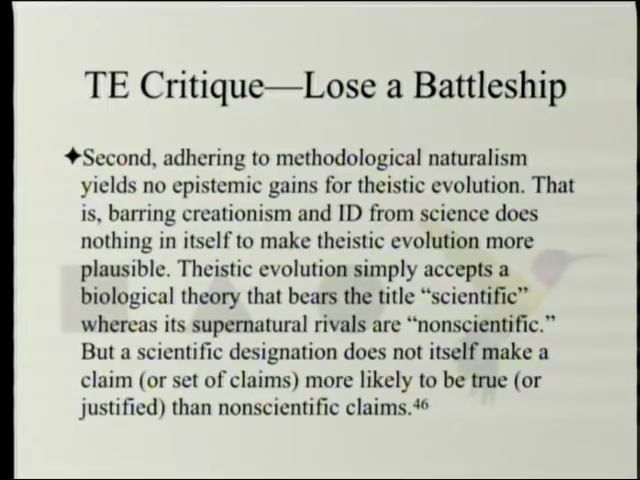 TE Critique—Lose a Battleship
✦Second, adhering to methodological naturalism
yields no epistemic gains for theistic evolution. That
is, barring creationism and ID from science does
nothing in itself to make theistic evolution more
plausible. Theistic evolution simply accepts a
biological theory that bears the title “scientific”
whereas its supernatural rivals are “nonscientific.”
But a scientific designation does not itself make a
claim (or set of claims) more likely to be true (or
justified) than nonscientific claims.46